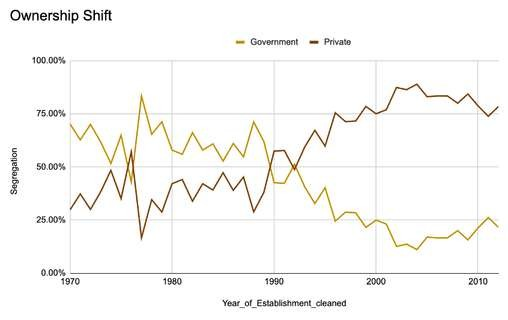 Ownership Shift
Government Private
100.00%
75.00%
50.00%
25.00%
0.00%
Segregation
1970 1980 1990 2000 2010
Year_of_Establishment_cleaned